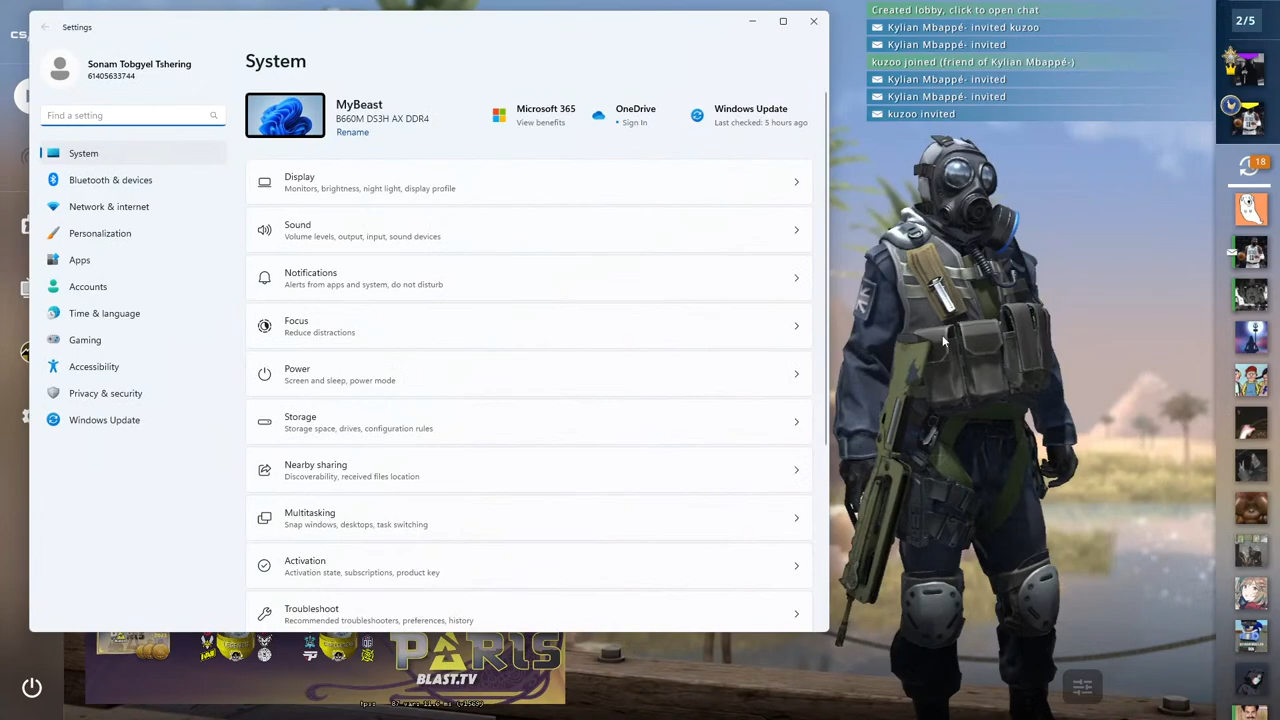 Settings
Sonam Tobgyel Tshering
61405633744
Find a setting
System
Bluetooth & devices
Network & internet
Personalization
Apps
Accounts
Time & language
Gaming
Accessibility
Privacy & security
Windows Update
System
MyBeast
B660M DS3H AX DDR4
Rename
Microsoft 365
View benefits
OneDrive
• Sign In
Windows Update
Last checked: 5 hours ago
Display
Monitors, brightness, night light, display profile
Sound
Volume levels, output, input, sound devices
Notifications
Alerts from apps and system, do not disturb
Focus
Reduce distractions
Power
Screen and sleep, power mode
Storage
Storage space, drives, configuration rules
Nearby sharing
Discoverability, received files location
Multitasking
Snap windows, desktops, task switching
Activation
Activation state, subscriptions, product key
Troubleshoot
Recommended troubleshooters, preferences, history
Created lobby, click to open chat
Kylian Mbappé- invited kuzoo
Kylian Mbappé- invited
kuzoo joined (friend of Kylian Mbappé-)
Kylian Mbappé- invited
Kylian Mbappé- invited
kuzoo invited
2/5
18
PARIS
BLAST.TV